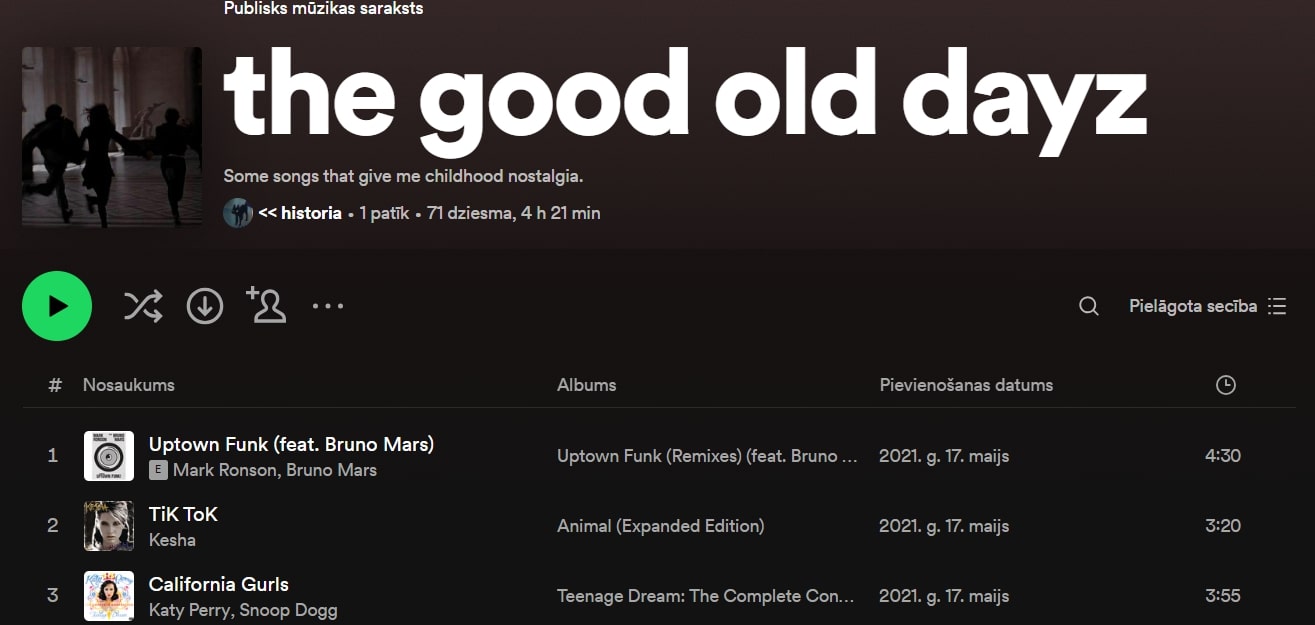 Publisks mūzikas saraksts
the good old dayz
Some songs that give me childhood nostalgia.
<< historia • 1 patīk • 71 dziesma, 4 h 21 min
Pielāgota secība
# Nosaukums Albums Pievienošanas datums
1 Uptown Funk (feat. Bruno Mars) Uptown Funk (Remixes) (feat. Bruno ... 2021. g. 17. maijs 4:30
E Mark Ronson, Bruno Mars
2 TiK ToK Animal (Expanded Edition) 2021. g. 17. maijs 3:20
Kesha
3 California Gurls Teenage Dream: The Complete Con... 2021. g. 17. maijs 3:55
Katy Perry, Snoop Dogg